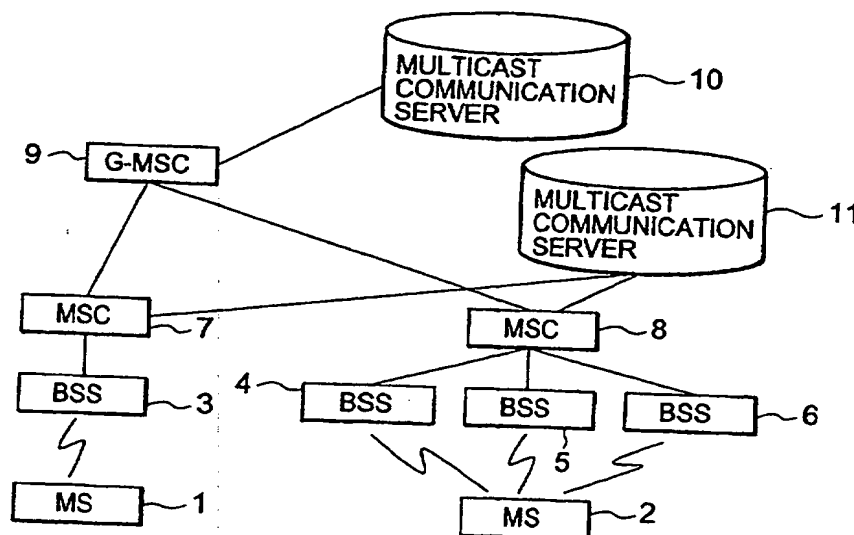 MULTICAST
COMMUNICATION
SERVER
10
9
G-MSC
MULTICAST
COMMUNICATION
SERVER
11
MSC
7
MSC
8
BSS
3
4
BSS
BSS
5
BSS
6
MS
1
MS
2